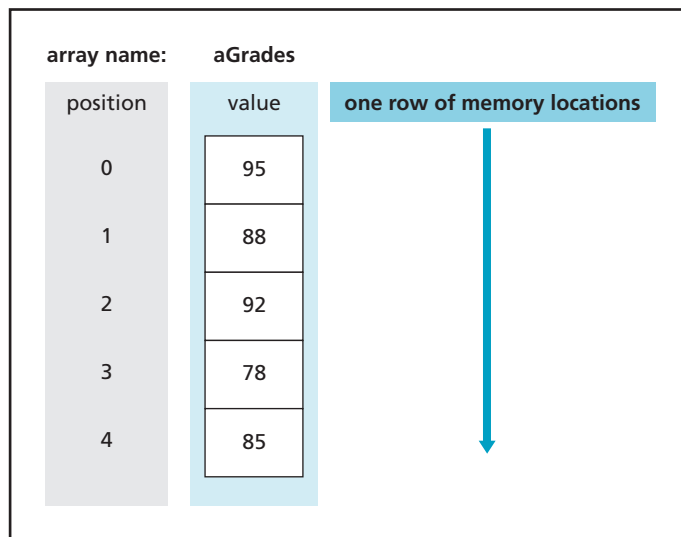 array name: aGrades
position value one row of memory locations
0 95
1 88
2 92
3 78
4 85